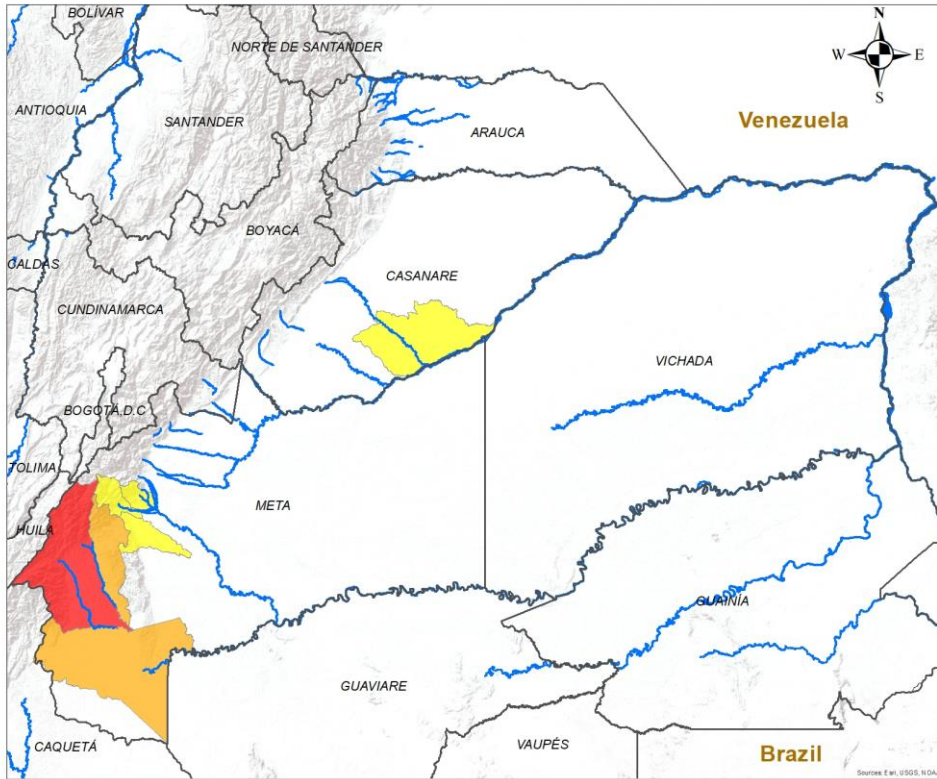 BOLÍVAR
N
NORTE DE SANTANDER
W
E
S
ANTIOQUIA
SANTANDER
ARAUCA
Venezuela
BOYACÁ
CALDAS
CASANARE
CUNDINAMARCA
VICHADA
BOGOTÁ,D.C
TOLIMA
META
HUILA
GUAINÍA
GUAVIARE
CAQUETÁ
VAUPÉS
Brazil
Sources: Esri, USGS, NOAA